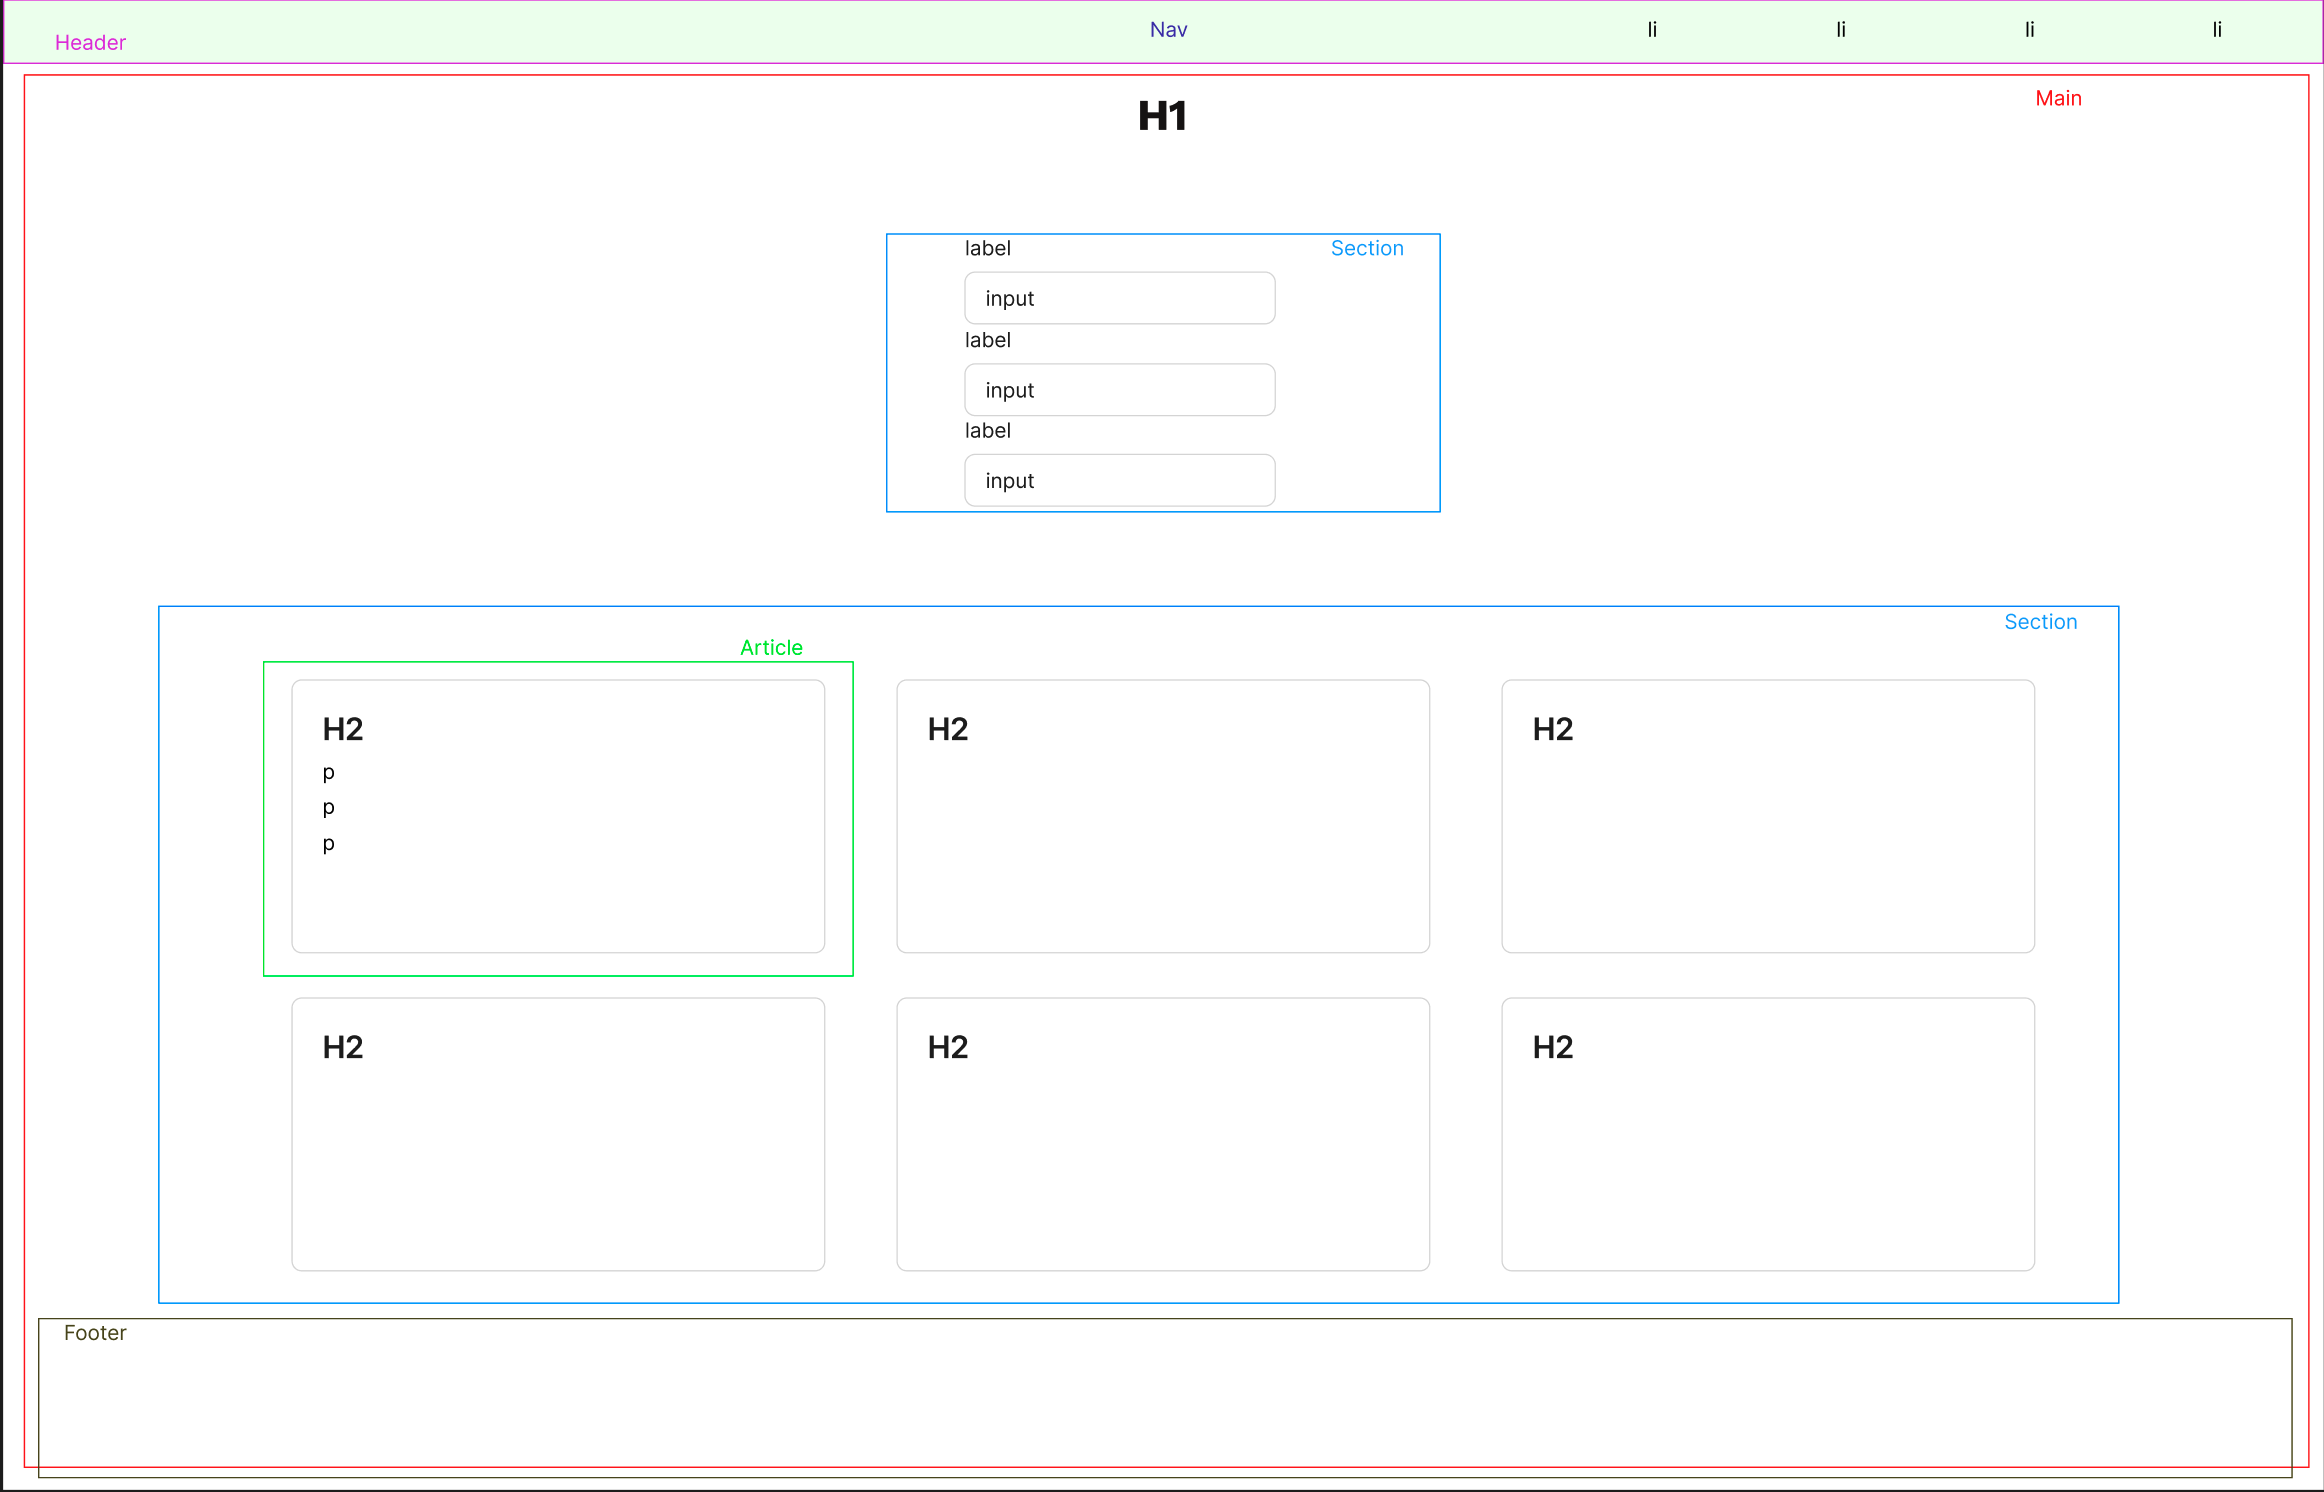 Header
Nav
li
li
li
li
Main
H1
label
Section
input
label
input
label
input
Section
Article
H2
p
p
p
H2
H2
H2
H2
H2
Footer